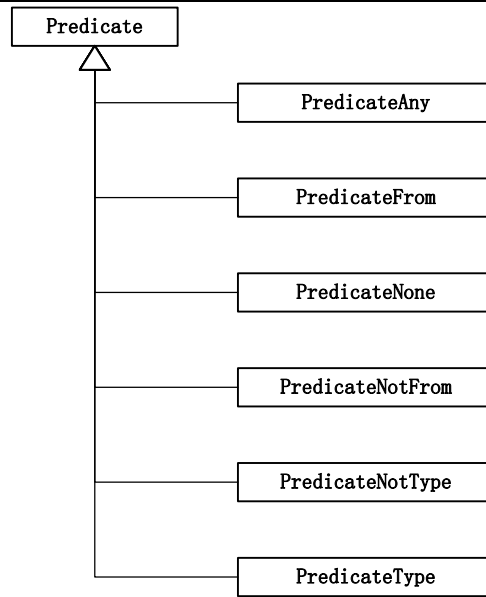 Predicate
PredicateAny
PredicateFrom
PredicateNone
PredicateNotFrom
PredicateNotType
PredicateType